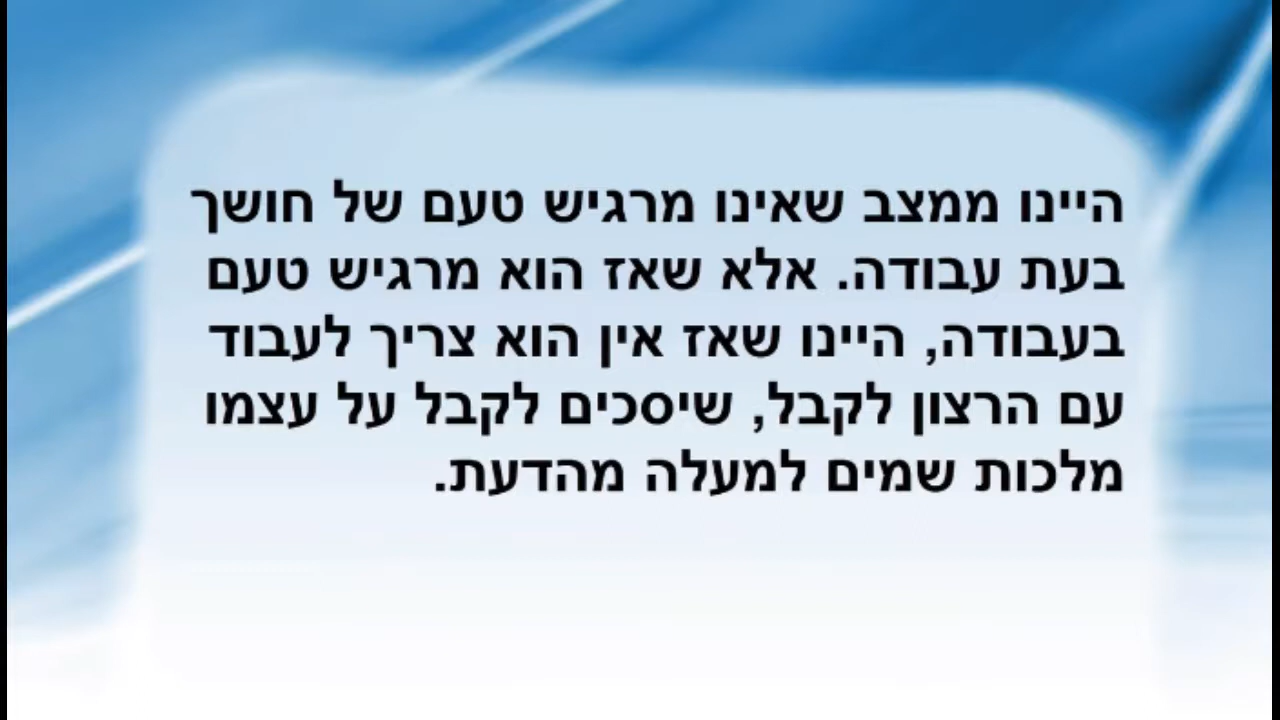 היינו ממצב שאינו מרגיש טעם של חושך
בעת עבודה. אלא שאז הוא מרגיש טעם
בעבודה, היינו שאז אין הוא צריך לעבוד
עם הרצון לקבל, שיסכים לקבל על עצמו
מלכות שמים למעלה מהדעת.